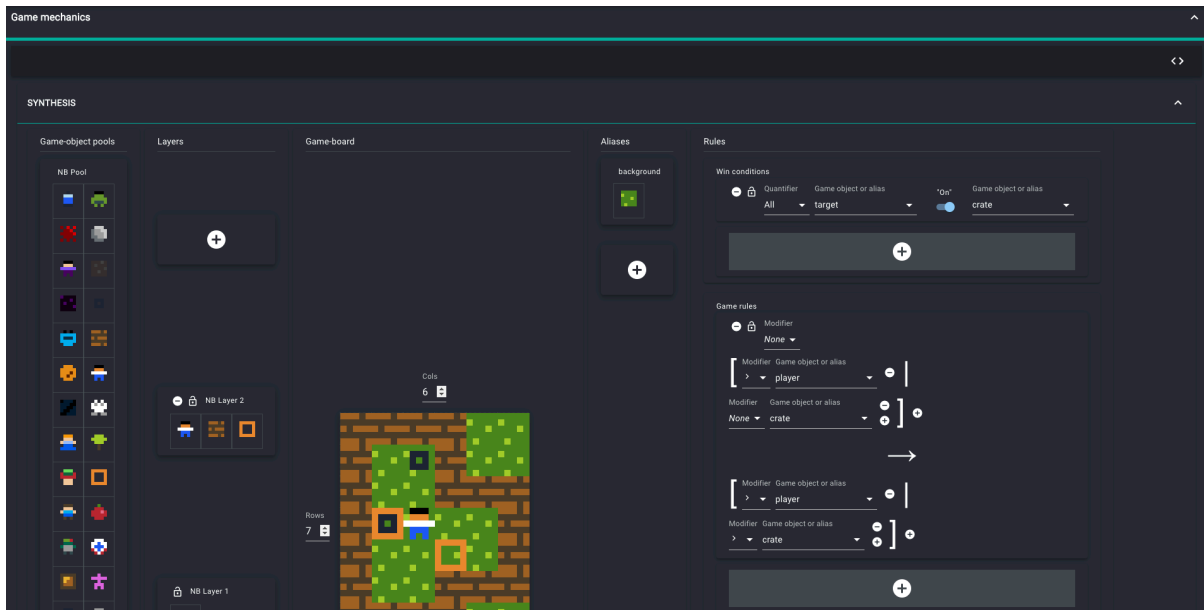 Game mechanics
< >
SYNTHESIS
Game-object pools
Layers
Game-board
Aliases
Rules
NB Pool
background
Win conditions
Quantifier
Game object or alias
"On"
Game object or alias
All
target
crate
Game rules
Modifier
None
Modifier Game object or alias
> player
Modifier Game object or alias
None crate
Modifier Game object or alias
> player
Modifier Game object or alias
> crate
Cols
6
NB Layer 2
Rows
7
NB Layer 1